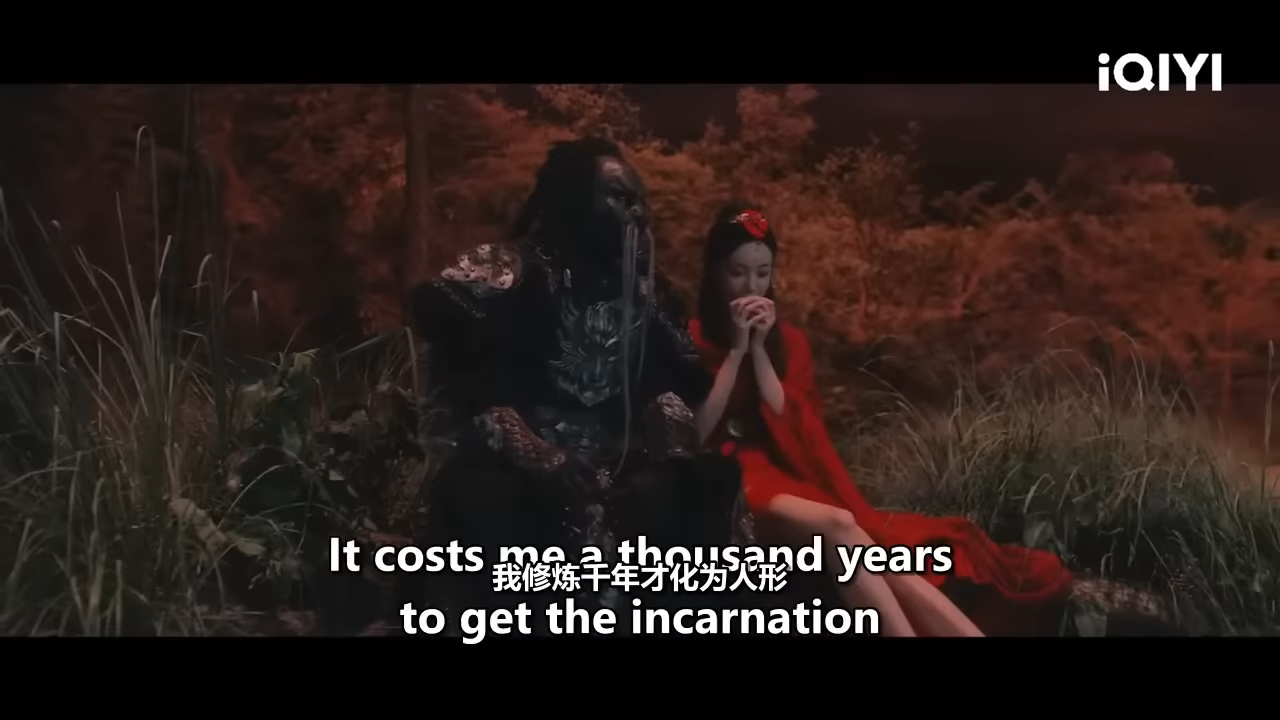 iQIYI
It costs me a thousand years
我修炼千年才化为人形
to get the incarnation